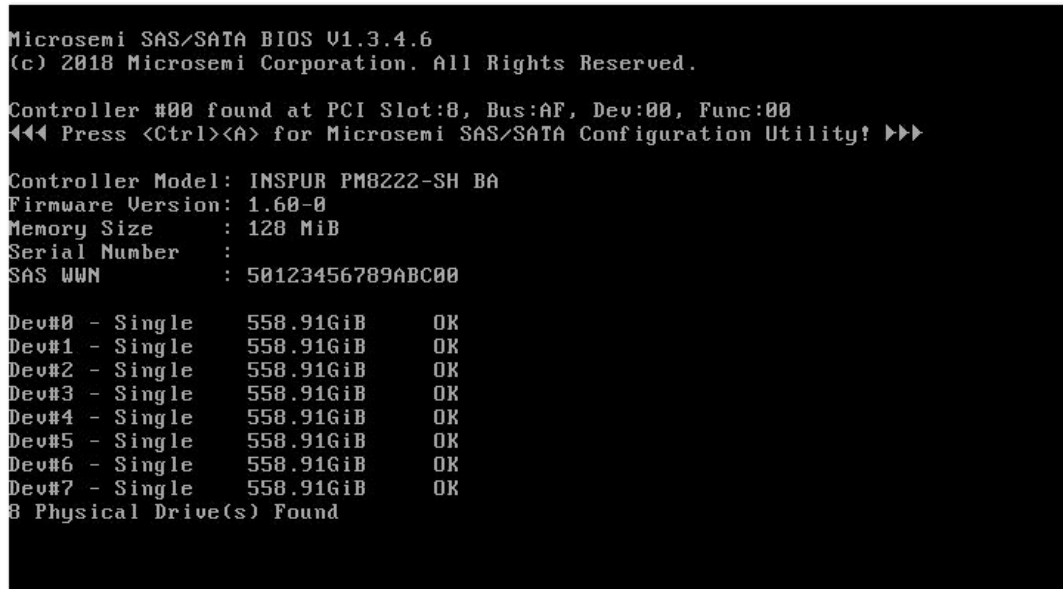 Microsemi SAS/SATA BIOS V1.3.4.6
(c) 2018 Microsemi Corporation. All Rights Reserved.
Controller #00 found at PCI Slot:8, Bus:AF, Dev:00, Func:00
◄◄◄ Press <Ctrl><A> for Microsemi SAS/SATA Configuration Utility! ►►►
Controller Model: INSPUR PM8222-SH BA
Firmware Version: 1.60-0
Memory Size     : 128 MiB
Serial Number   :
SAS WWN         : 50123456789ABC00
Dev#0 - Single    558.91GiB     OK
Dev#1 - Single    558.91GiB     OK
Dev#2 - Single    558.91GiB     OK
Dev#3 - Single    558.91GiB     OK
Dev#4 - Single    558.91GiB     OK
Dev#5 - Single    558.91GiB     OK
Dev#6 - Single    558.91GiB     OK
Dev#7 - Single    558.91GiB     OK
8 Physical Drive(s) Found